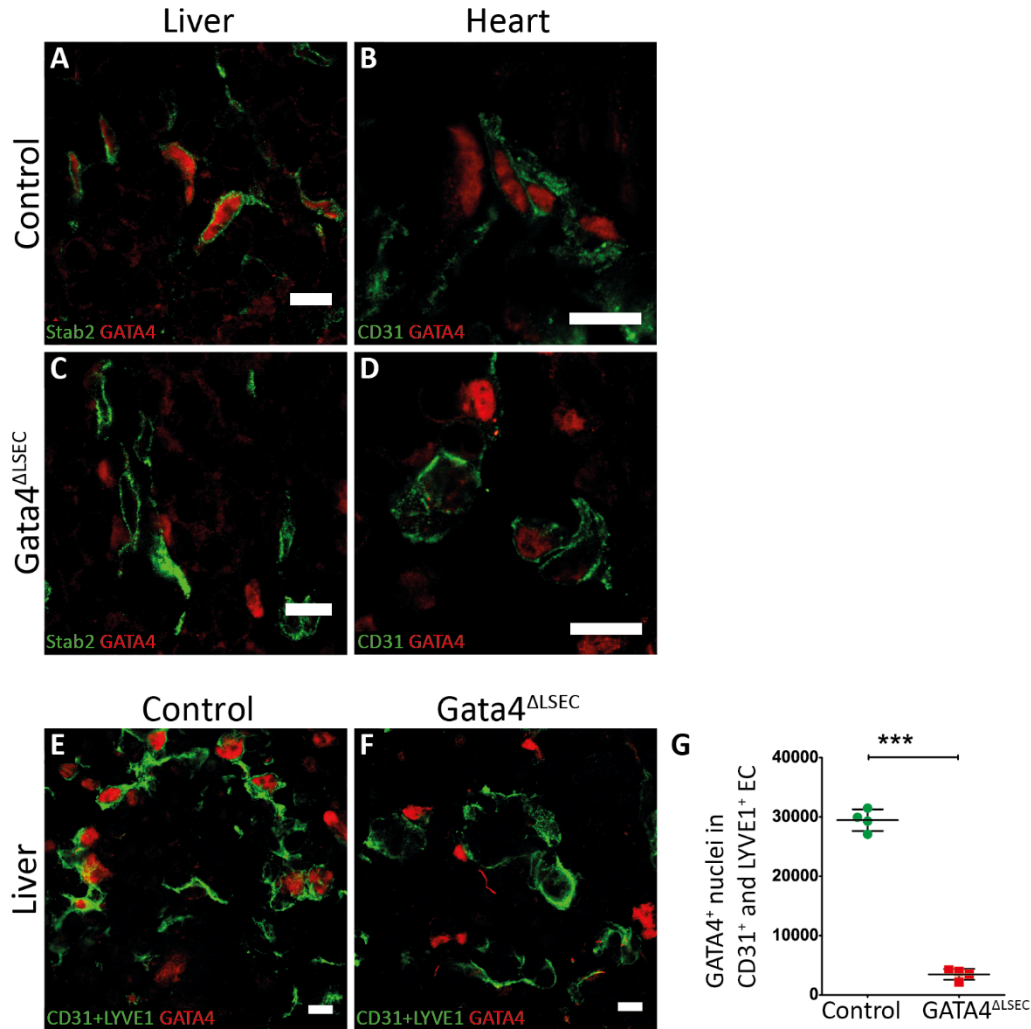 Liver Heart
Control
A
B
Stab2 GATA4
CD31 GATA4
Gata4ΔLSEC
C
D
Stab2 GATA4
CD31 GATA4
Control Gata4ΔLSEC
Liver
E
F
CD31+LYVE1 GATA4
CD31+LYVE1 GATA4
G
***
GATA4+ nuclei in
CD31+ and LYVE1+ EC
40000
30000
20000
10000
0
Control GATA4ΔLSEC